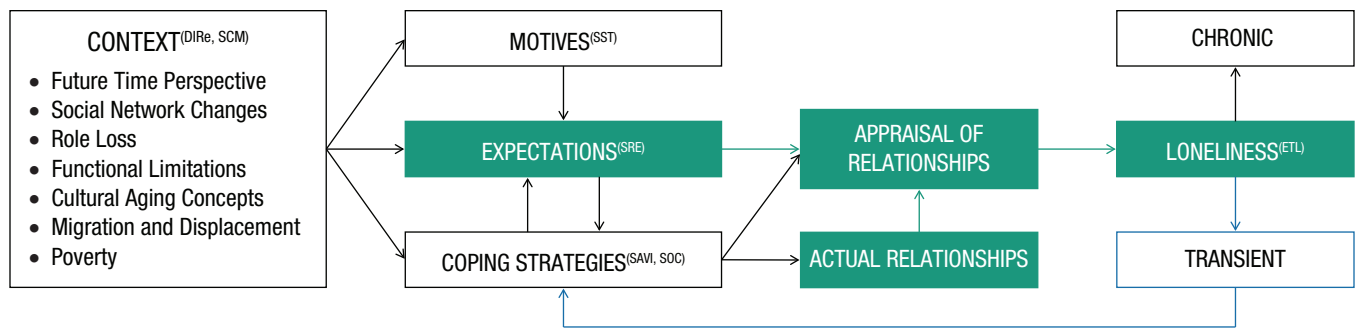 CONTEXT(DIRe, SCM)
• Future Time Perspective
• Social Network Changes
• Role Loss
• Functional Limitations
• Cultural Aging Concepts
• Migration and Displacement
• Poverty
MOTIVES(SST)
EXPECTATIONS(SRE)
COPING STRATEGIES(SAVI, SOC)
APPRAISAL OF
RELATIONSHIPS
ACTUAL RELATIONSHIPS
CHRONIC
LONELINESS(ETL)
TRANSIENT